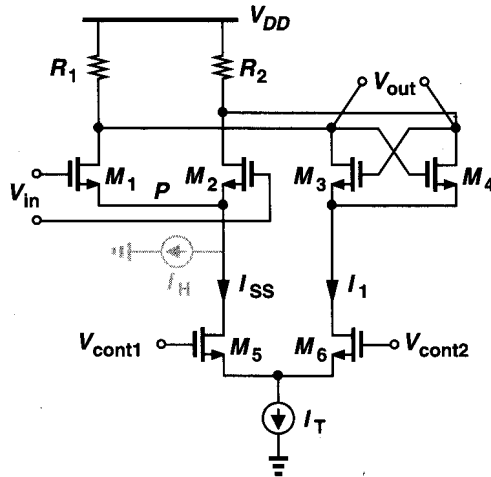 V_DD
R_1
R_2
V_out
M_1
P
M_2
M_3
M_4
V_in
I_H
I_SS
I_1
V_cont1
M_5
M_6
V_cont2
I_T